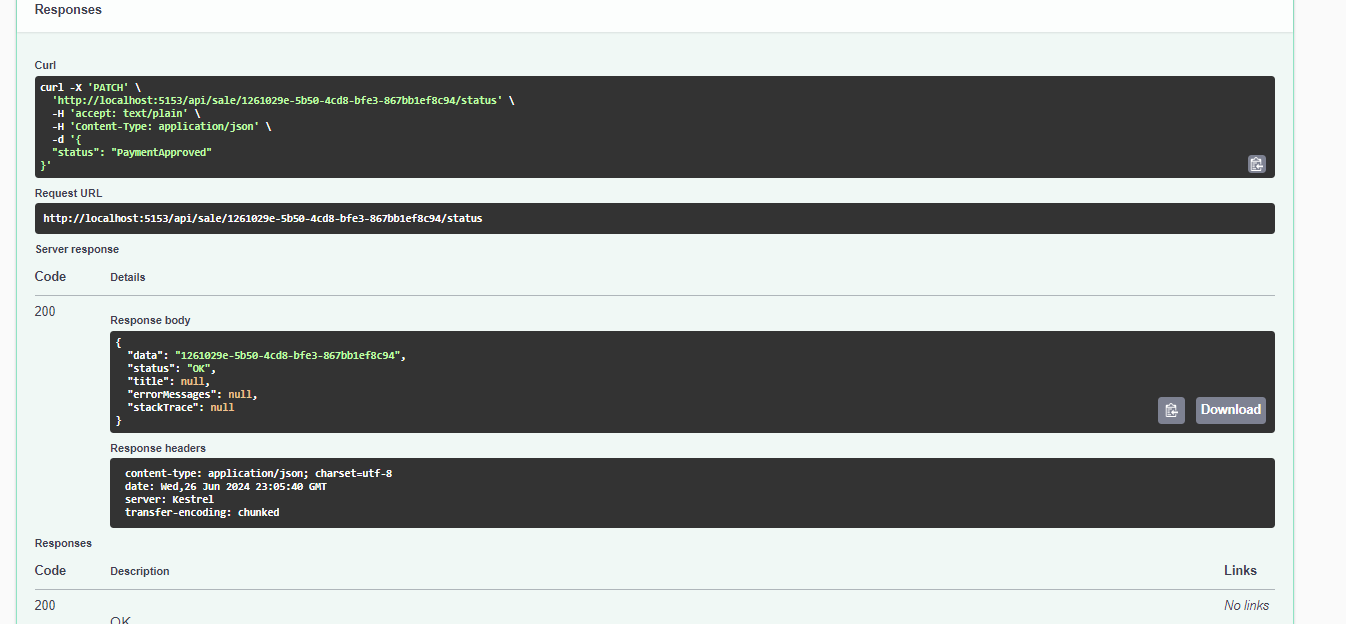 Responses
Curl
curl -X 'PATCH' \
  'http://localhost:5153/api/sale/1261029e-5b50-4cd8-bfe3-867bb1ef8c94/status' \
  -H 'accept: text/plain' \
  -H 'Content-Type: application/json' \
  -d '{
  "status": "PaymentApproved"
}'
Request URL
http://localhost:5153/api/sale/1261029e-5b50-4cd8-bfe3-867bb1ef8c94/status
Server response
Code Details
200
Response body
{
  "data": "1261029e-5b50-4cd8-bfe3-867bb1ef8c94",
  "status": "OK",
  "title": null,
  "errorMessages": null,
  "stackTrace": null
}
Download
Response headers
content-type: application/json; charset=utf-8
date: Wed,26 Jun 2024 23:05:40 GMT
server: Kestrel
transfer-encoding: chunked
Responses
Code Description Links
200 No links
OK